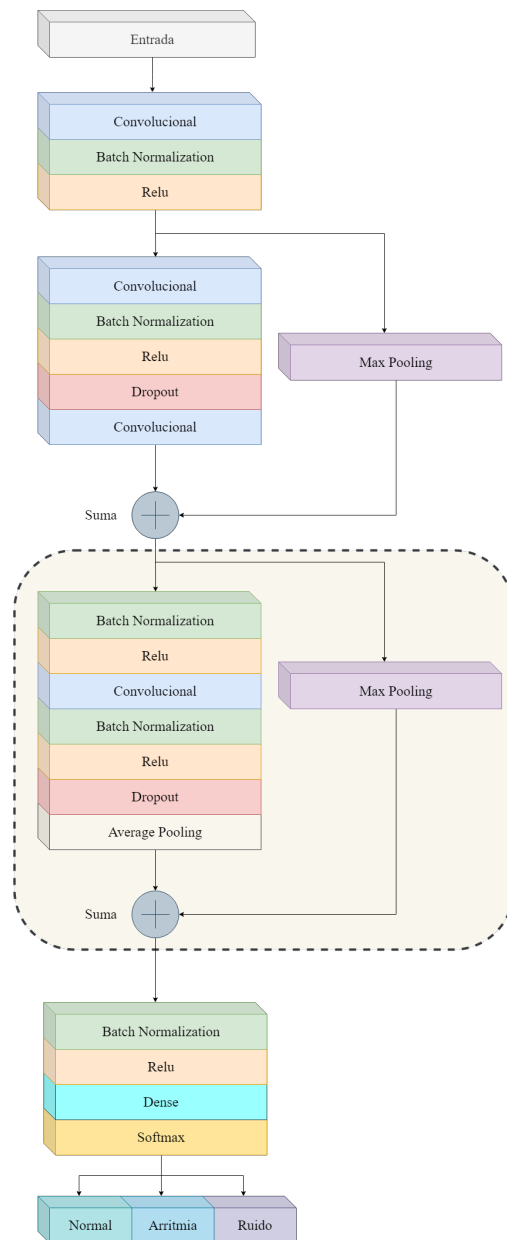 Entrada
Convolucional
Batch Normalization
Relu
Convolucional
Batch Normalization
Relu
Dropout
Convolucional
Max Pooling
Suma
Batch Normalization
Relu
Convolucional
Batch Normalization
Relu
Dropout
Average Pooling
Max Pooling
Suma
Batch Normalization
Relu
Dense
Softmax
Normal Arritmia Ruido